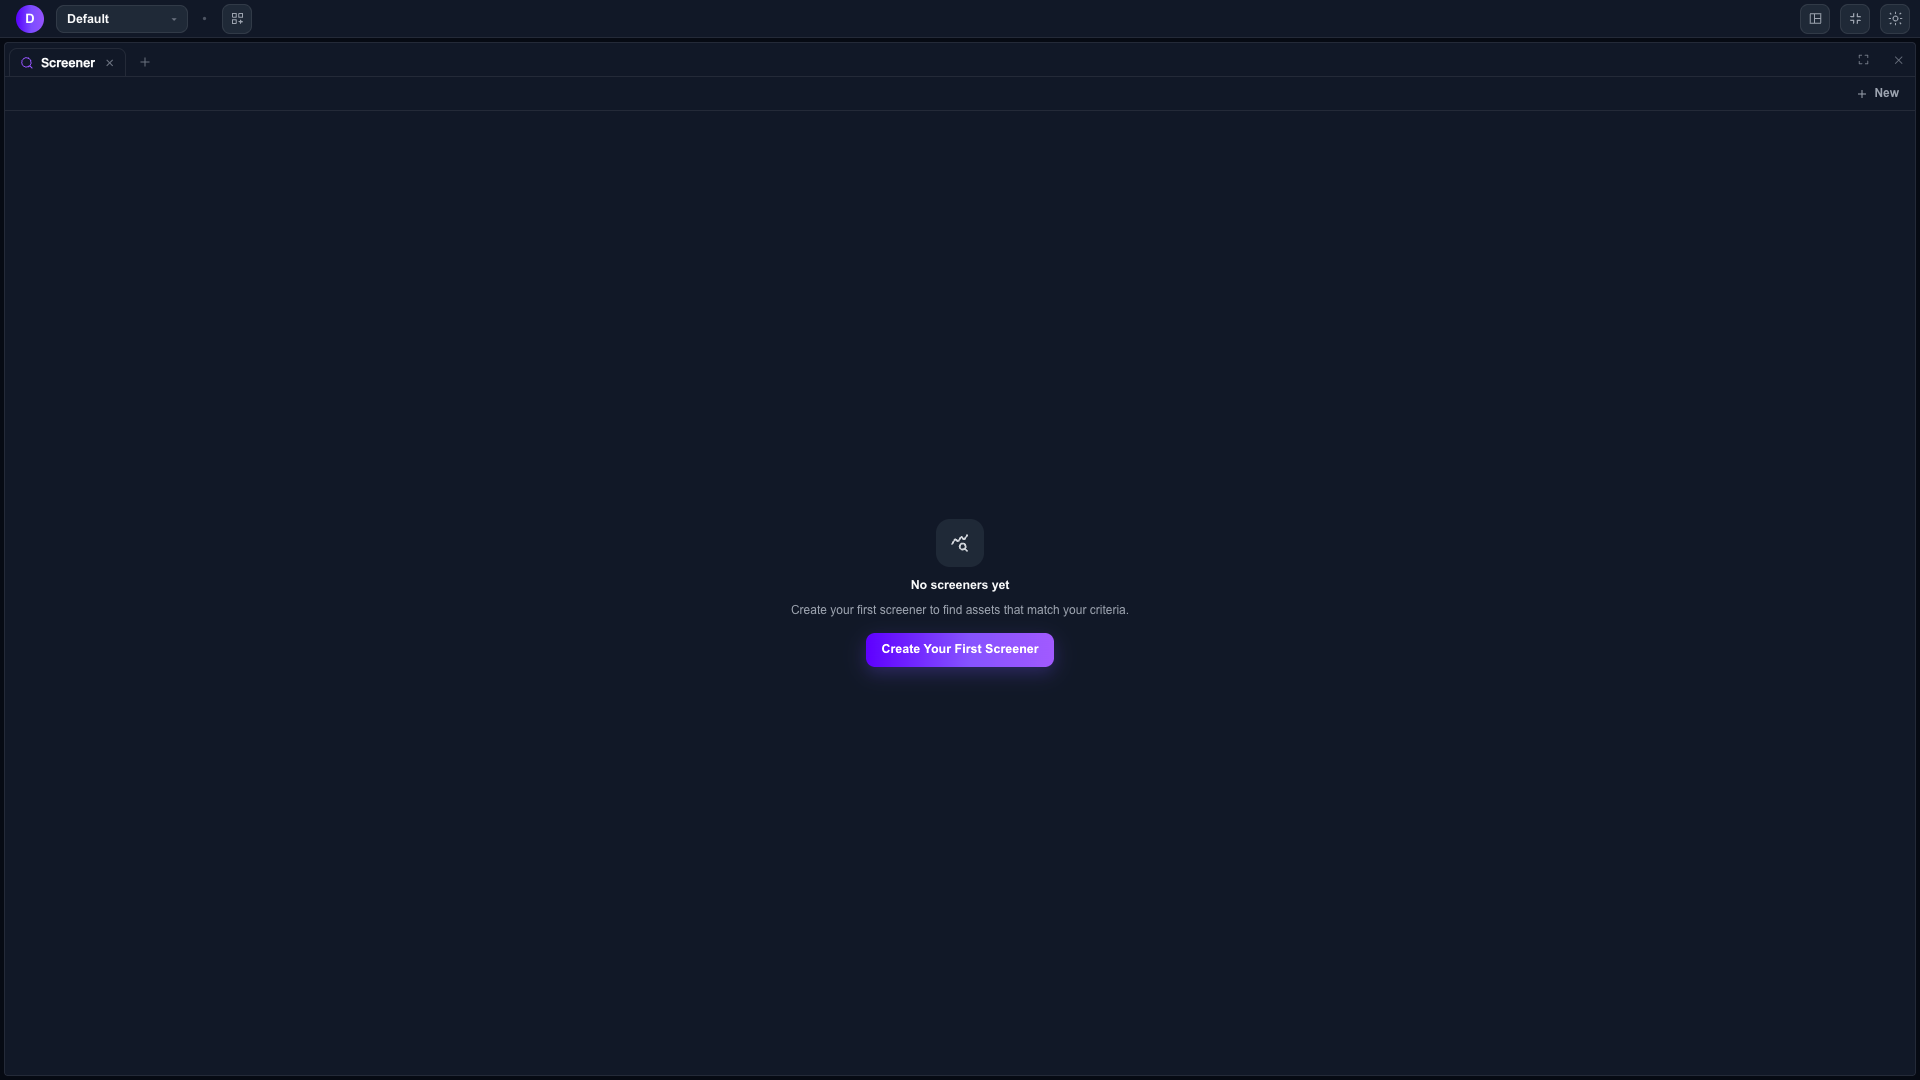 D
Default
Screener
New
No screeners yet
Create your first screener to find assets that match your criteria.
Create Your First Screener